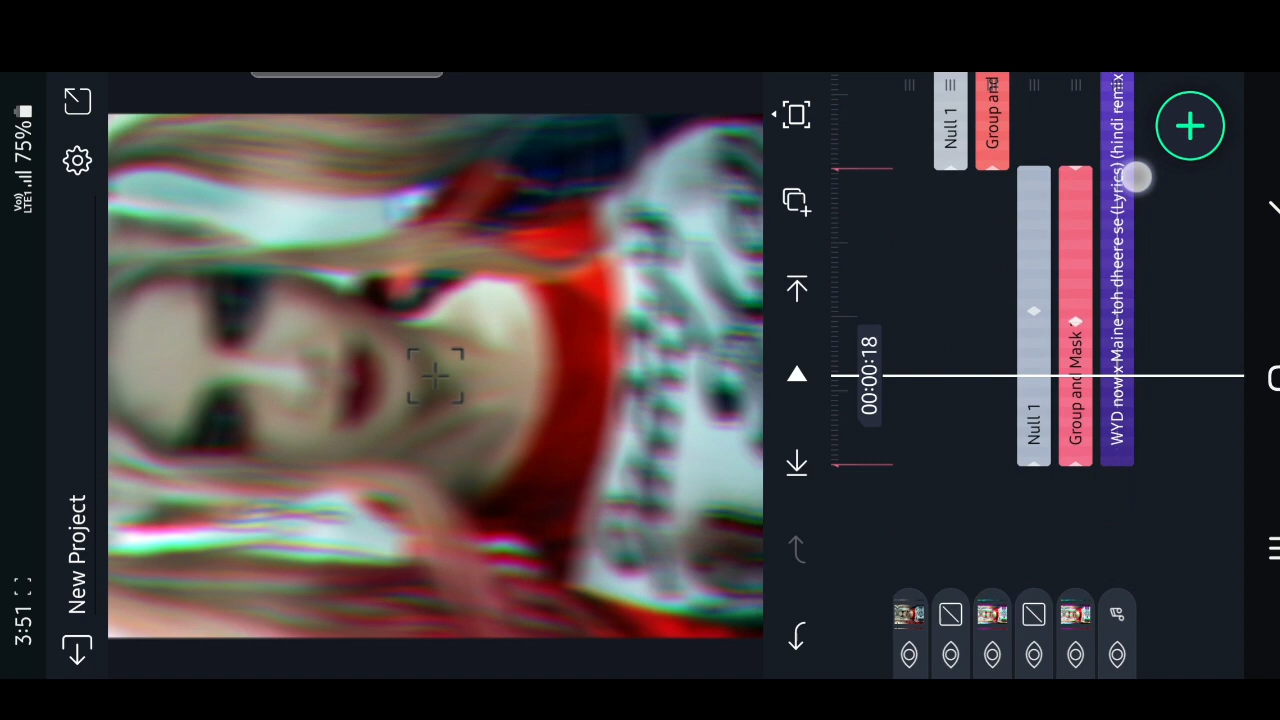 3:51
Vo)) LTE 75%
New Project
00:00:18
Null 1
Group and
Null 1
Group and Mask
WYD now x Maine toh dheere se (Lyrics) (hindi remix